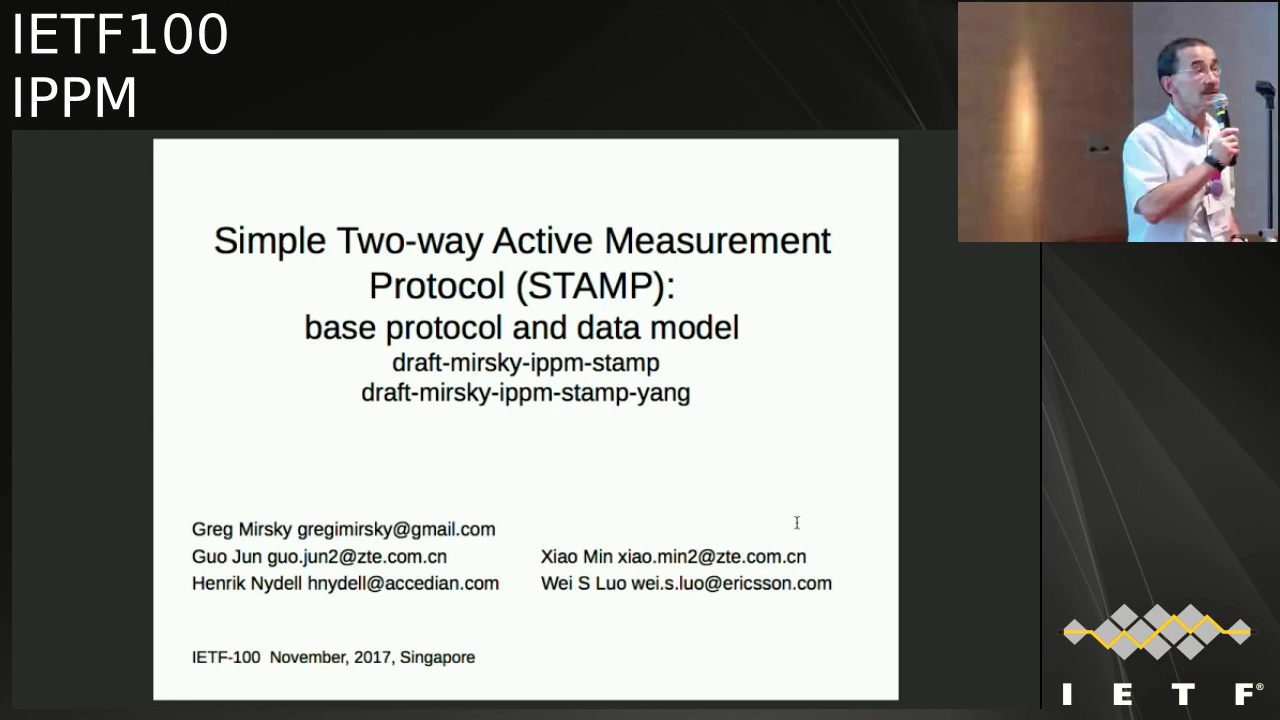 IETF100
IPPM
Simple Two-way Active Measurement
Protocol (STAMP):
base protocol and data model
draft-mirsky-ippm-stamp
draft-mirsky-ippm-stamp-yang
Greg Mirsky gregimirsky@gmail.com
Guo Jun guo.jun2@zte.com.cn
Xiao Min xiao.min2@zte.com.cn
Henrik Nydell hnydell@accedian.com
Wei S Luo wei.s.luo@ericsson.com
IETF-100 November, 2017, Singapore
I E T F®